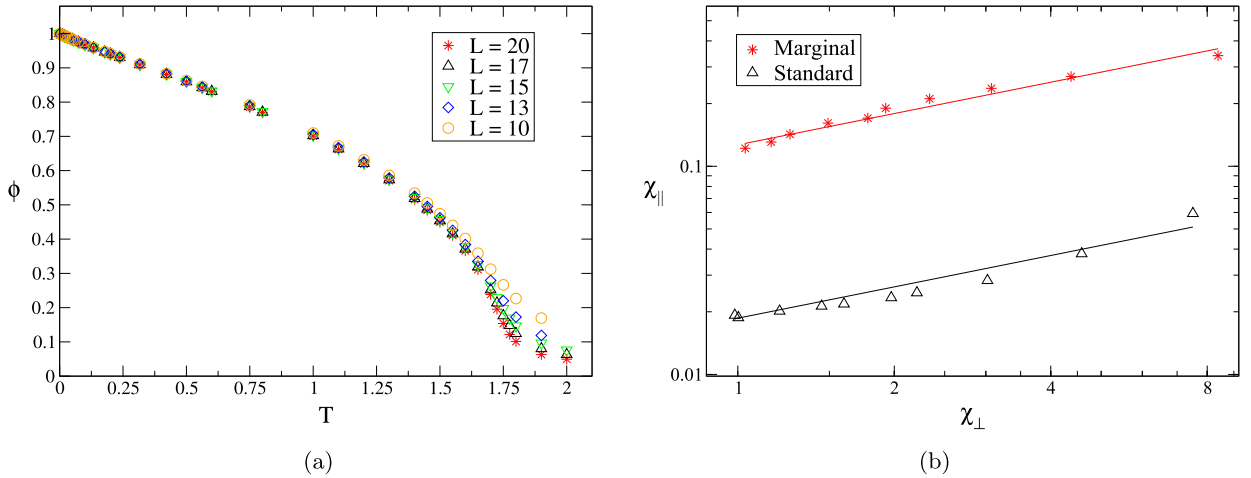 1
0.9
0.8
0.7
0.6
0.5
0.4
0.3
0.2
0.1
0
ϕ
0 0.25 0.5 0.75 1 1.25 1.5 1.75 2
T
L = 20
L = 17
L = 15
L = 13
L = 10
(a)
Marginal
Standard
0.1
0.01
χ∥
1 2 4 8
χ⊥
(b)